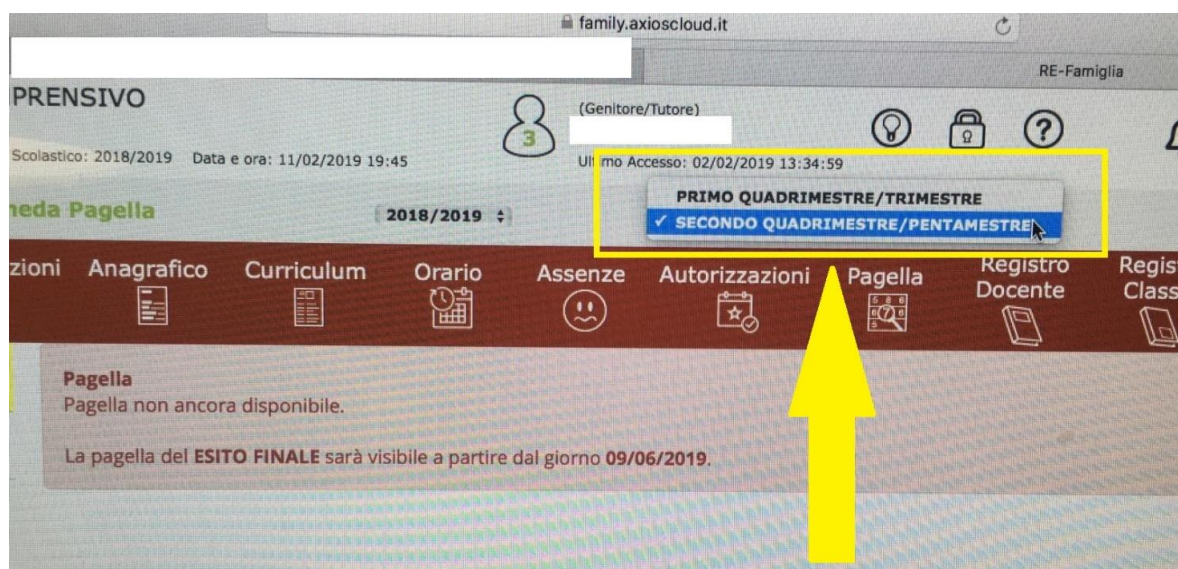 family.axioscloud.it
RE-Famiglia
PRENSIVO
3
(Genitore/Tutore)
?
Scolastico: 2018/2019 Data e ora: 11/02/2019 19:45
Ultimo Accesso: 02/02/2019 13:34:59
heda Pagella
2018/2019
PRIMO QUADRIMESTRE/TRIMESTRE
✓ SECONDO QUADRIMESTRE/PENTAMESTRE
zioni Anagrafico Curriculum Orario Assenze Autorizzazioni Pagella Registro Docente Regist Class
Pagella
Pagella non ancora disponibile.
La pagella del ESITO FINALE sarà visibile a partire dal giorno 09/06/2019.